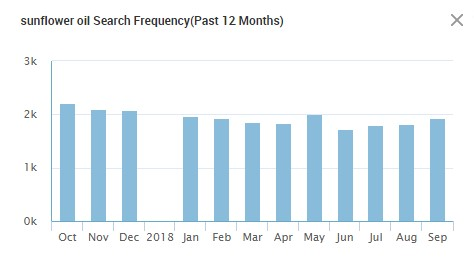 sunflower oil Search Frequency(Past 12 Months)
3k
2k
1k
0k
Oct Nov Dec 2018 Jan Feb Mar Apr May Jun Jul Aug Sep